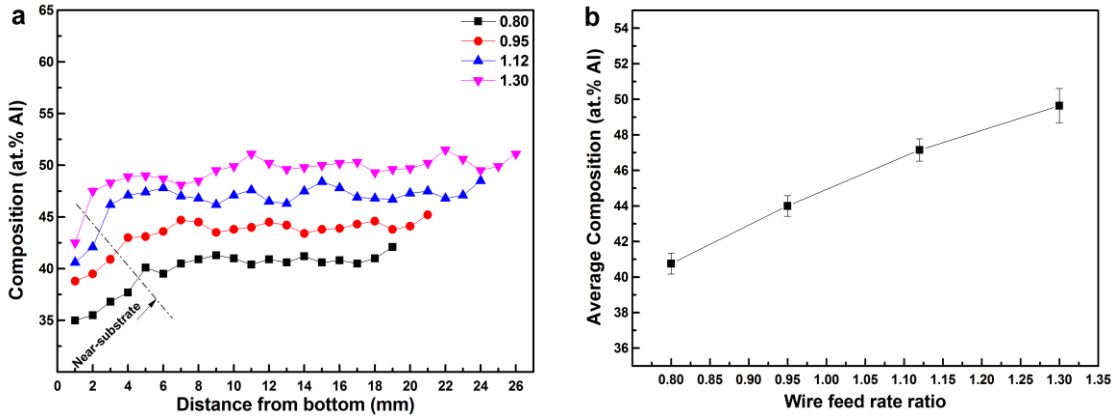 a
65
60
55
50
45
40
35
Composition (at.% Al)
0.80
0.95
1.12
1.30
Near-substrate
0 2 4 6 8 10 12 14 16 18 20 22 24 26
Distance from bottom (mm)
b
54
52
50
48
46
44
42
40
38
36
Average Composition (at.% Al)
0.80 0.85 0.90 0.95 1.00 1.05 1.10 1.15 1.20 1.25 1.30 1.35
Wire feed rate ratio